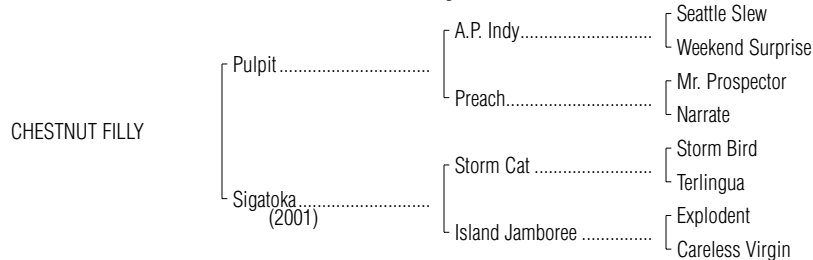 Seattle Slew
A.P. Indy..............................
Weekend Surprise
Pulpit ................................
Mr. Prospector
Preach.................................
Narrate
CHESTNUT FILLY
Storm Bird
Storm Cat ..........................
Terlingua
Sigatoka..............................
(2001)
Explodent
Island Jamboree ...............
Careless Virgin